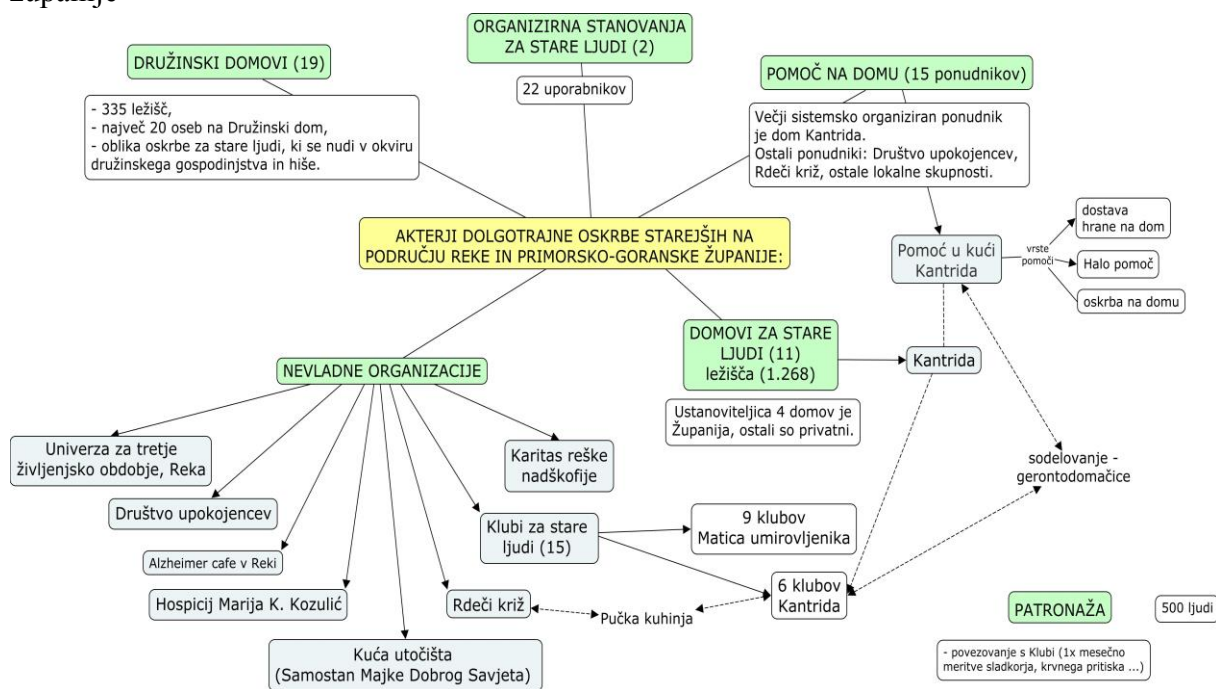 županije
ORGANIZIRNA STANOVANJA
ZA STARE LJUDI (2)
22 uporabnikov
DRUŽINSKI DOMOVI (19)
- 335 ležišč,
- največ 20 oseb na Družinski dom,
- oblika oskrbe za stare ljudi, ki se nudi v okviru
družinskega gospodinjstva in hiše.
POMOČ NA DOMU (15 ponudnikov)
Večji sistemsko organiziran ponudnik
je dom Kantrida.
Ostali ponudniki: Društvo upokojencev,
Rdeči križ, ostale lokalne skupnosti.
AKTERJI DOLGOTRAJNE OSKRBE STAREJŠIH NA
PODROČJU REKE IN PRIMORSKO-GORANSKE ŽUPANIJE:
Pomoć u kući
Kantrida
vrste
pomoči
dostava
hrane na dom
Halo pomoč
oskrba na domu
DOMOVI ZA STARE
LJUDI (11)
ležišča (1.268)
Kantrida
Ustanoviteljica 4 domov je
Županija, ostali so privatni.
NEVLADNE ORGANIZACIJE
Univerza za tretje
življenjsko obdobje, Reka
Društvo upokojencev
Alzheimer cafe v Reki
Hospicij Marija K. Kozulić
Kuća utočišta
(Samostan Majke Dobrog Savjeta)
Rdeči križ
Klubi za stare
ljudi (15)
Karitas reške
nadškofije
9 klubov
Matica umirovljenika
6 klubov
Kantrida
Pučka kuhinja
sodelovanje -
gerontodomačice
PATRONAŽA
500 ljudi
- povezovanje s Klubi (1x mesečno
meritve sladkorja, krvnega pritiska ...)